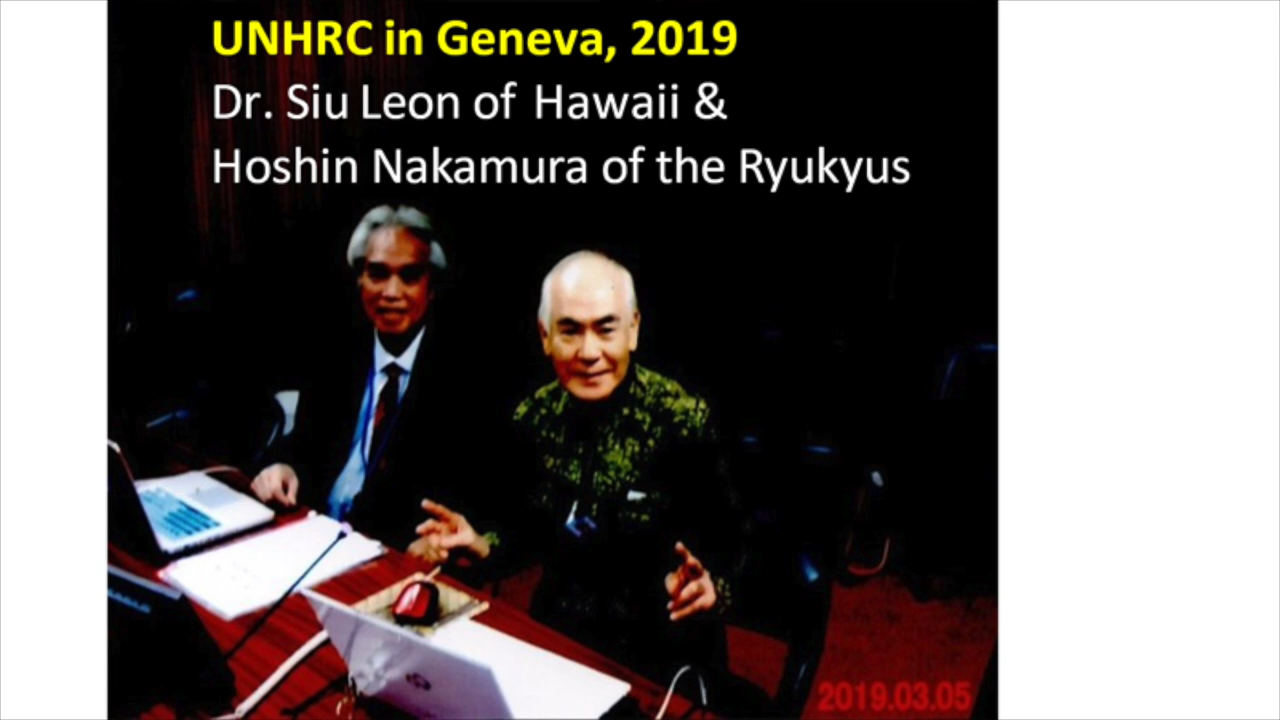 UNHRC in Geneva, 2019
Dr. Siu Leon of Hawaii &
Hoshin Nakamura of the Ryukyus
2019.03.05